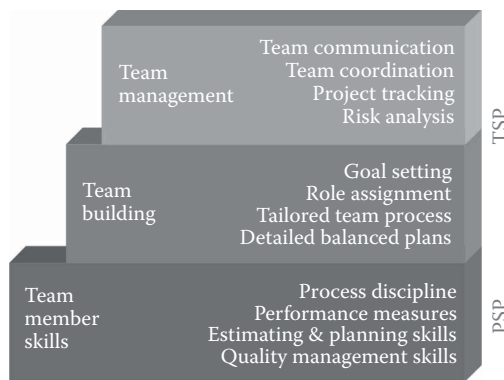 Team
management
Team communication
Team coordination
Project tracking
Risk analysis
TSP
Team
building
Goal setting
Role assignment
Tailored team process
Detailed balanced plans
Team
member
skills
Process discipline
Performance measures
Estimating & planning skills
Quality management skills
PSP